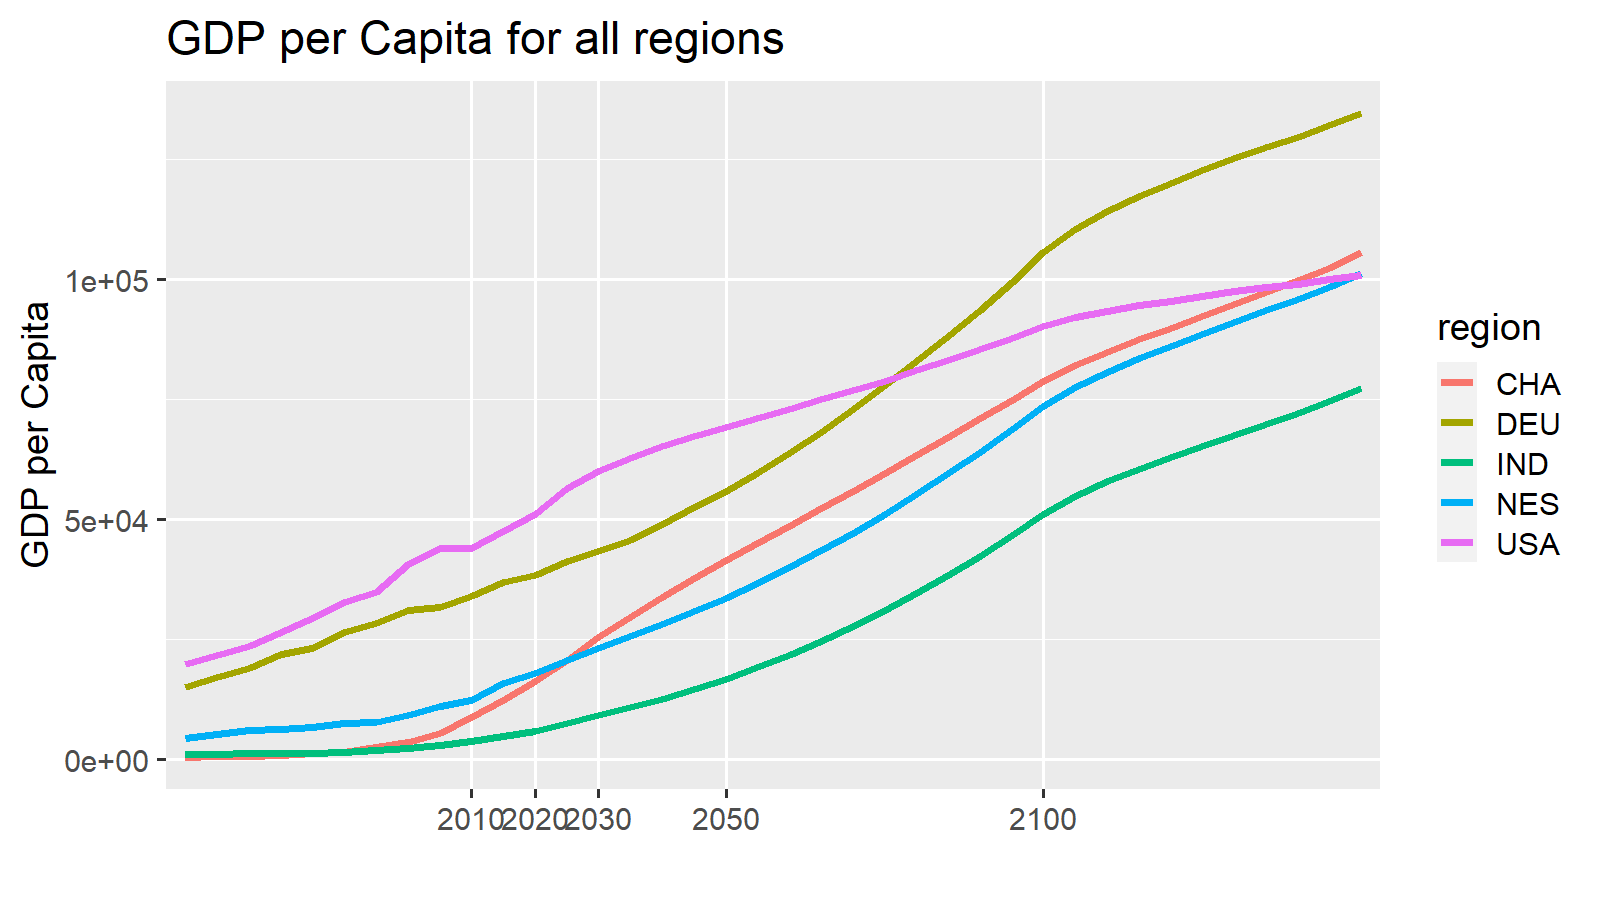 GDP per Capita for all regions
GDP per Capita
1e+05
5e+04
0e+00
2010 2020 2030 2050 2100
region
CHA
DEU
IND
NES
USA